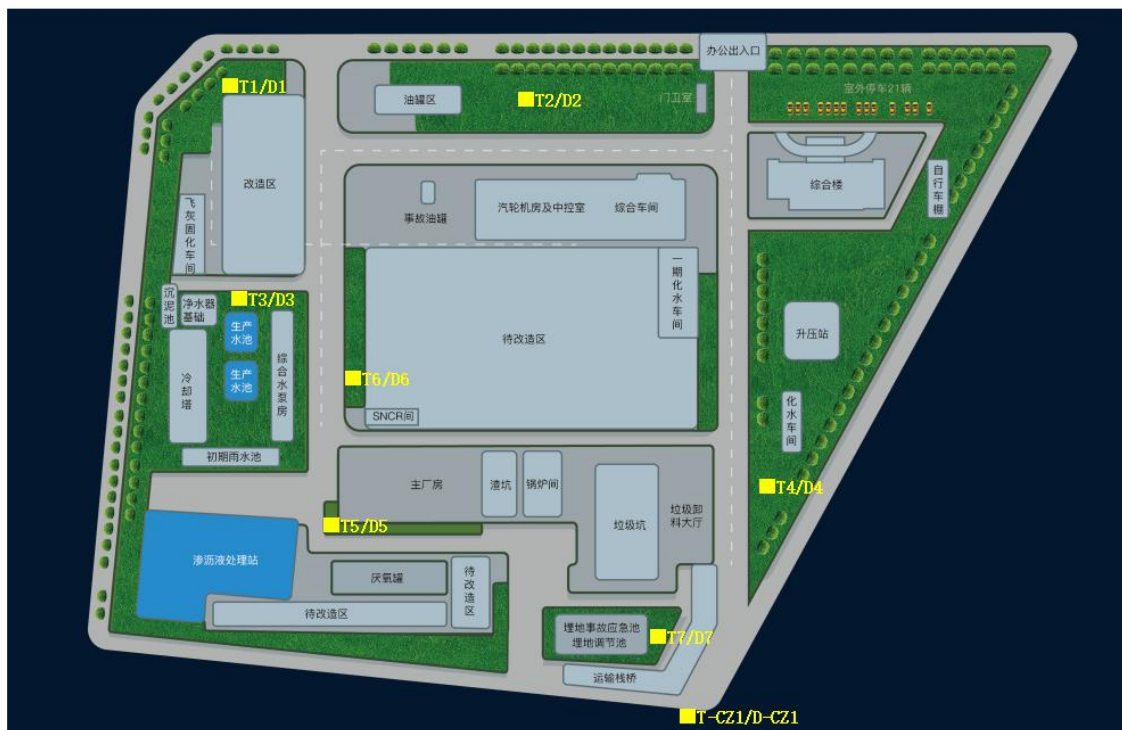 办公出入口
T1/D1
油罐区
T2/D2
门卫室
室外停车21辆
改造区
综合楼
自行车棚
飞灰固化车间
事故油罐
汽轮机房及中控室
综合车间
一期化水车间
沉泥池
净水器
基础
T3/D3
生产
水池
生产
水池
综合水泵房
冷却塔
初期雨水池
待改造区
T6/D6
SNCR间
升压站
化水车间
T4/D4
主厂房
渣坑
锅炉间
垃圾坑
垃圾卸
料大厅
T5/D5
渗沥液处理站
厌氧罐
待改造区
待改造区
埋地事故应急池
埋地调节池
T7/D7
运输栈桥
T-CZ1/D-CZ1